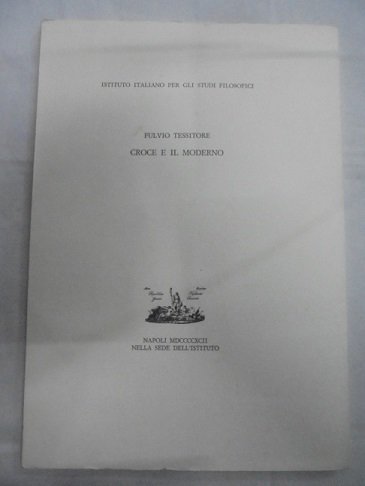 ISTITUTO ITALIANO PER GLI STUDI FILOSOFICI
FULVIO TESSITORE
CROCE E IL MODERNO
NAPOLI MDCCCCXCII
NELLA SEDE DELL'ISTITUTO